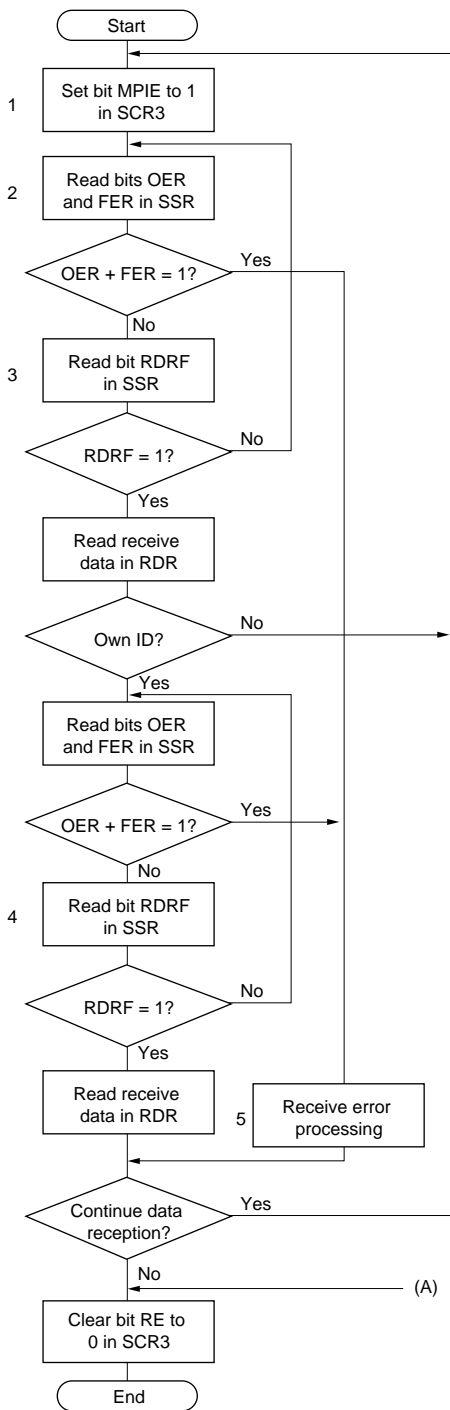 Start
1
Set bit MPIE to 1
in SCR3
2
Read bits OER
and FER in SSR
OER + FER = 1?
Yes
No
3
Read bit RDRF
in SSR
RDRF = 1?
No
Yes
Read receive
data in RDR
Own ID?
No
Yes
Read bits OER
and FER in SSR
OER + FER = 1?
Yes
No
4
Read bit RDRF
in SSR
RDRF = 1?
No
Yes
Read receive
data in RDR
5
Receive error
processing
Continue data
reception?
Yes
No
(A)
Clear bit RE to
0 in SCR3
End